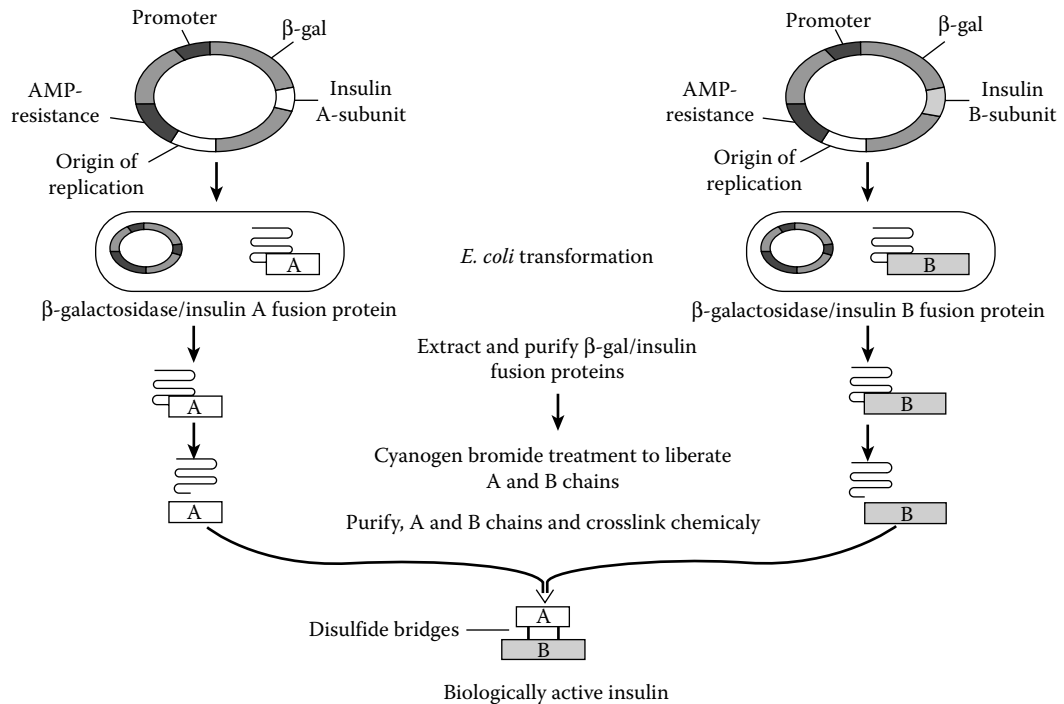 Promoter
β-gal
AMP-
resistance
Insulin
A-subunit
Origin of
replication
Promoter
β-gal
AMP-
resistance
Insulin
B-subunit
Origin of
replication
A
E. coli transformation
B
β-galactosidase/insulin A fusion protein
β-galactosidase/insulin B fusion protein
Extract and purify β-gal/insulin
fusion proteins
A
B
Cyanogen bromide treatment to liberate
A and B chains
A
B
Purify, A and B chains and crosslink chemicaly
A
Disulfide bridges
B
Biologically active insulin